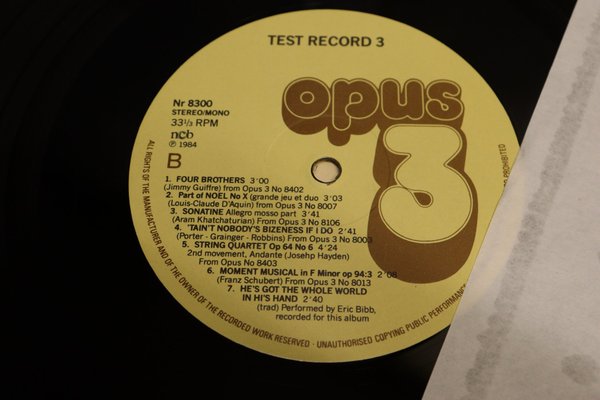 TEST RECORD 3
opus
3
Nr 8300
STEREO/MONO
33 1/3 RPM
ncb
℗ 1984
B
1. FOUR BROTHERS 3'00
(Jimmy Guiffre) from Opus 3 No 8402
2. Part of NOEL No X (grande jeu et duo 3'03
(Louis-Claude D'Aquin) from Opus 3 No 8007
3. SONATINE Allegro mosso part 3'41
(Aram Khatchaturian) From Opus 3 No 8106
4. 'TAIN'T NOBODY'S BIZENESS IF I DO 2'41
(Porter - Grainger - Robbins) From Opus 3 No 8003
5. STRING QUARTET Op 64 No 6 4'24
2nd movement, Andante (Josehp Hayden)
From Opus 3 No 8403
6. MOMENT MUSICAL in F Minor op 94:3 2'08
(Franz Schubert) From Opus 3 No 8013
7. HE'S GOT THE WHOLE WORLD
IN HI'S HAND 2'40
(trad) Performed by Eric Bibb,
recorded for this album
ALL RIGHTS OF THE MANUFACTURER AND OF THE OWNER OF THE RECORDED WORK RESERVED · UNAUTHORISED COPYING PUBLIC PERFORMANCE PROHIBITED